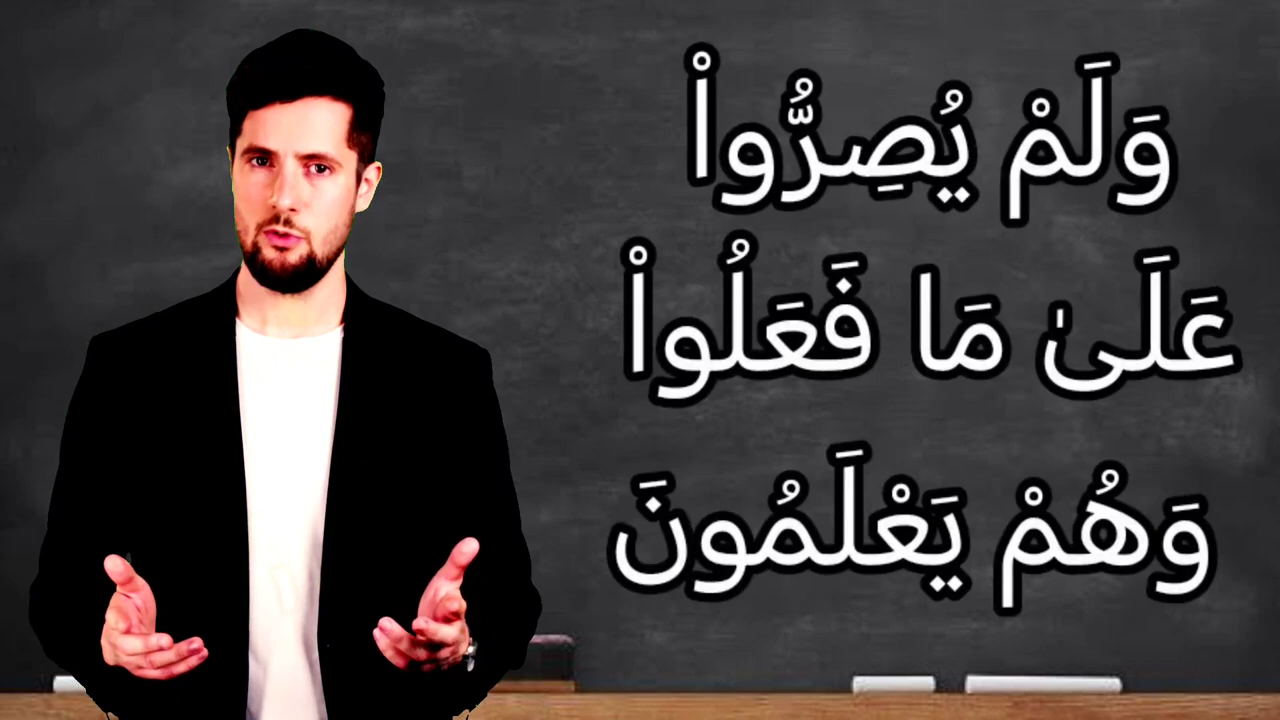 وَلَمْ يُصِرُّواْ
عَلَىٰ مَا فَعَلُواْ
وَهُمْ يَعْلَمُونَ